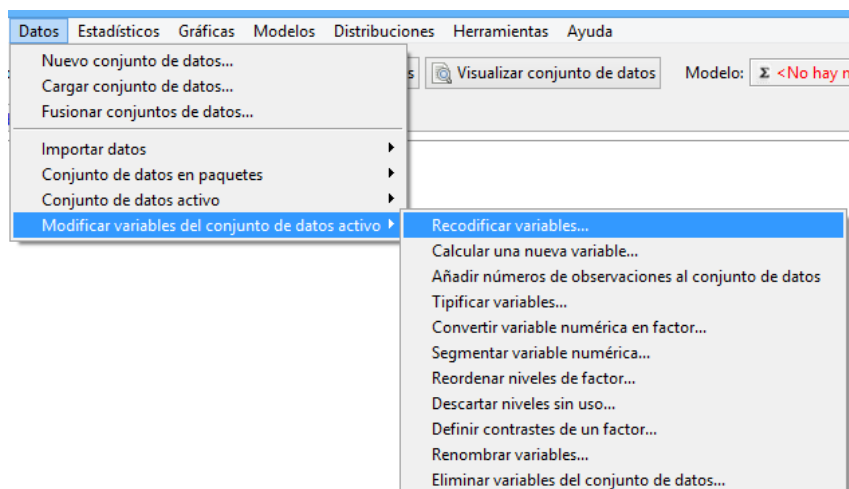 Datos Estadísticos Gráficas Modelos Distribuciones Herramientas Ayuda
Nuevo conjunto de datos...
Cargar conjunto de datos...
Visualizar conjunto de datos Modelo: Σ <No hay
Fusionar conjuntos de datos...
Importar datos
Conjunto de datos en paquetes
Conjunto de datos activo
Modificar variables del conjunto de datos activo
Recodificar variables...
Calcular una nueva variable...
Añadir números de observaciones al conjunto de datos
Tipificar variables...
Convertir variable numérica en factor...
Segmentar variable numérica...
Reordenar niveles de factor...
Descartar niveles sin uso...
Definir contrastes de un factor...
Renombrar variables...
Eliminar variables del conjunto de datos...